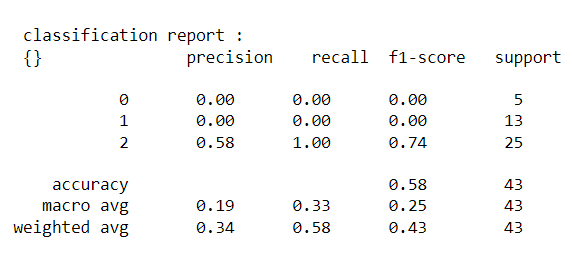 classification report :
{} precision recall f1-score support
0 0.00 0.00 0.00 5
1 0.00 0.00 0.00 13
2 0.58 1.00 0.74 25
accuracy 0.58 43
macro avg 0.19 0.33 0.25 43
weighted avg 0.34 0.58 0.43 43